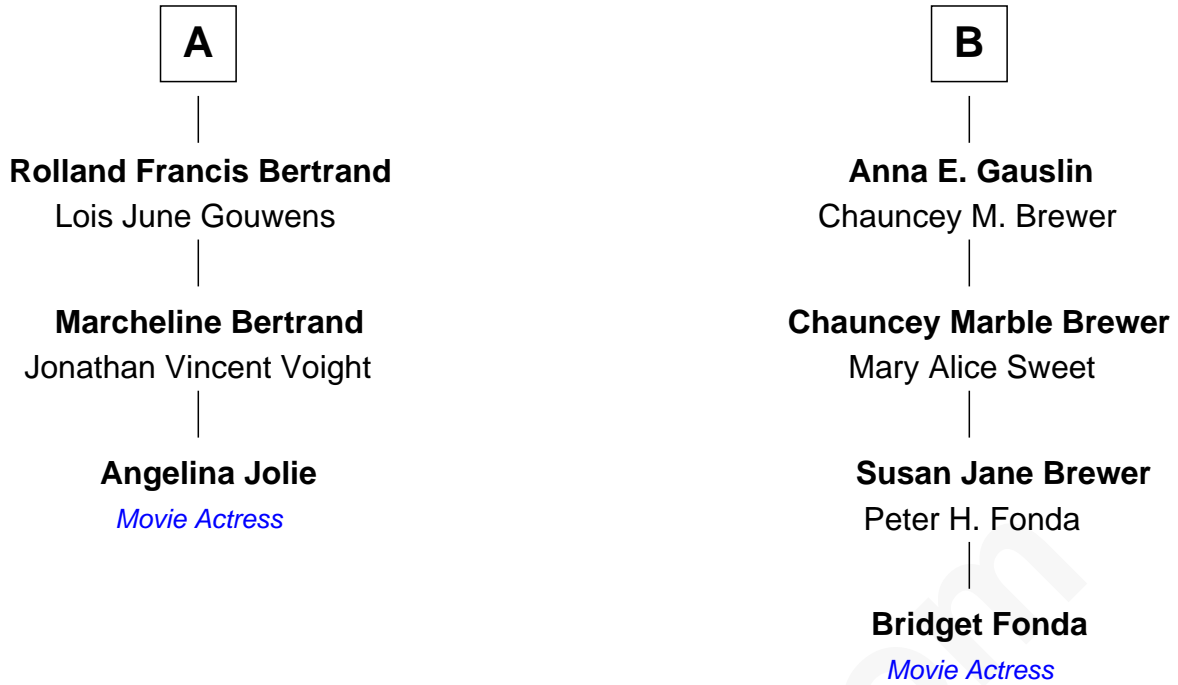 A
Rolland Francis Bertrand
Lois June Gouwens
Marcheline Bertrand
Jonathan Vincent Voight
Angelina Jolie
Movie Actress
B
Anna E. Gauslin
Chauncey M. Brewer
Chauncey Marble Brewer
Mary Alice Sweet
Susan Jane Brewer
Peter H. Fonda
Bridget Fonda
Movie Actress